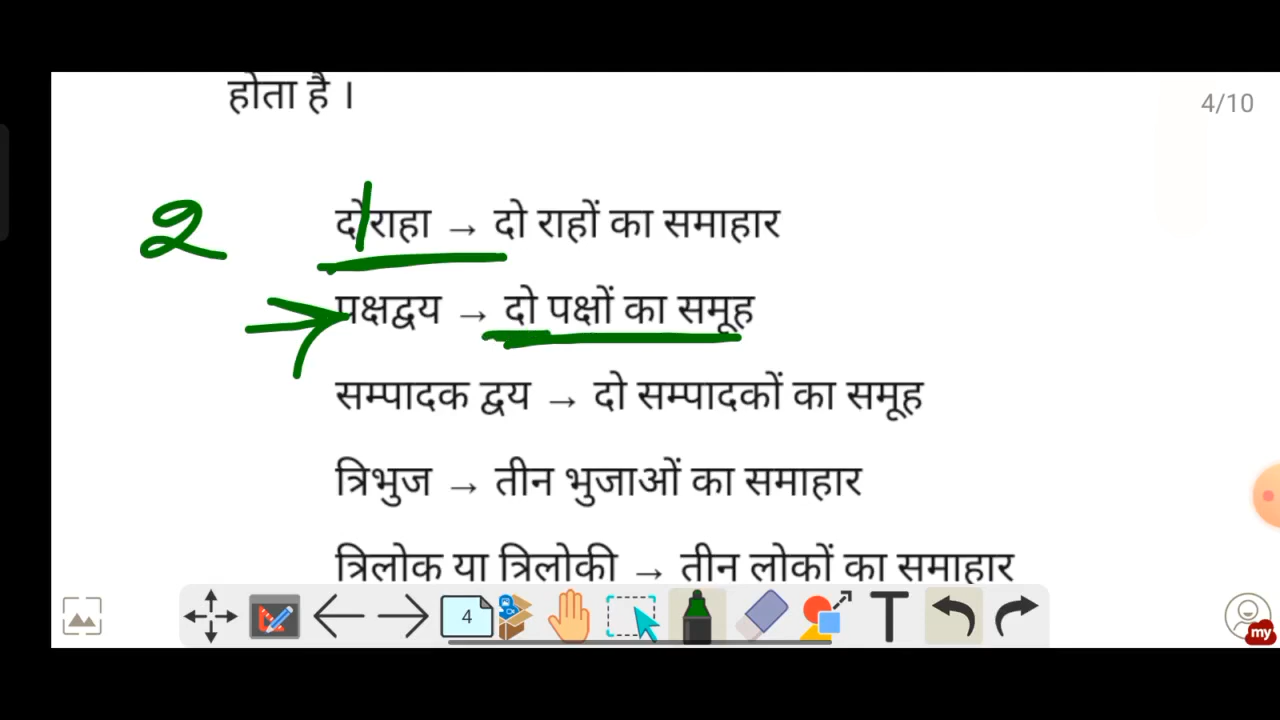 होता है ।
4/10
2
दोराहा → दो राहों का समाहार
पक्षद्वय → दो पक्षों का समूह
सम्पादक द्वय → दो सम्पादकों का समूह
त्रिभुज → तीन भुजाओं का समाहार
त्रिलोक या त्रिलोकी → तीन लोकों का समाहार
4
T
my